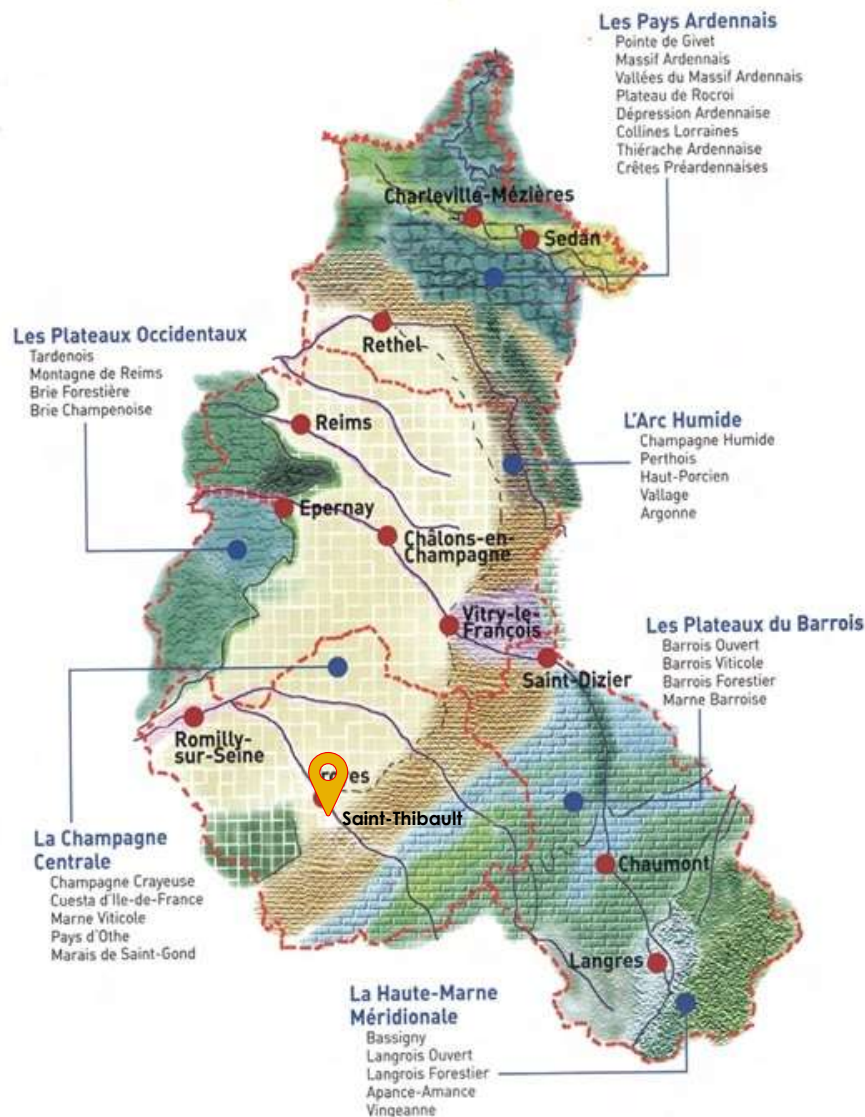 Les Pays Ardennais
Pointe de Givet
Massif Ardennais
Vallées du Massif Ardennais
Plateau de Rocroi
Dépression Ardennaise
Collines Lorraines
Thiérache Ardennaise
Crêtes Préardennaises
Charleville-Mézières
Sedan
Les Plateaux Occidentaux
Tardenois
Montagne de Reims
Brie Forestière
Brie Champenoise
Rethel
Reims
L'Arc Humide
Champagne Humide
Perthois
Haut-Porcien
Vallage
Argonne
Epernay
Châlons-en-
Champagne
Vitry-le-
François
Saint-Dizier
Les Plateaux du Barrois
Barrois Ouvert
Barrois Viticole
Barrois Forestier
Marne Barroise
Romilly-
sur-Seine
Saint-Thibault
La Champagne
Centrale
Champagne Crayeuse
Cuesta d'Ile-de-France
Marne Viticole
Pays d'Othe
Marais de Saint-Gond
Chaumont
Langres
La Haute-Marne
Méridionale
Bassigny
Langrois Ouvert
Langrois Forestier
Apance-Amance
Vingeanne